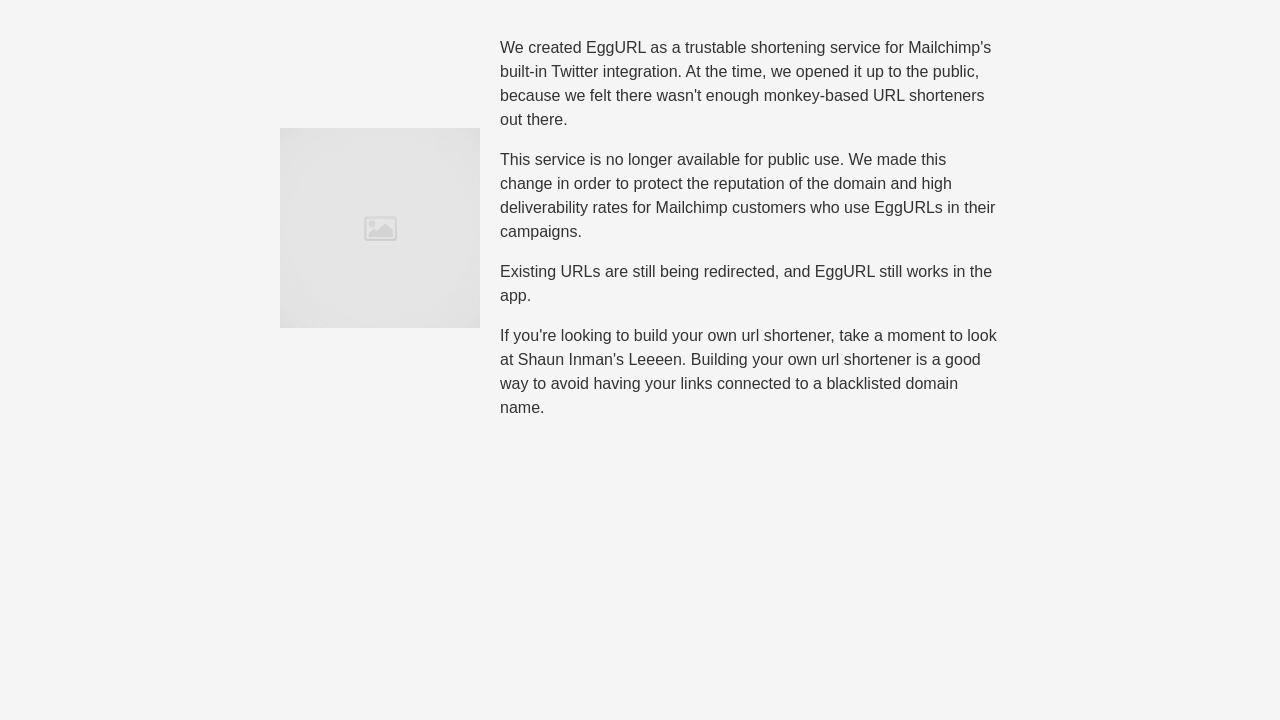 We created EggURL as a trustable shortening service for Mailchimp's
built-in Twitter integration. At the time, we opened it up to the public,
because we felt there wasn't enough monkey-based URL shorteners
out there.
This service is no longer available for public use. We made this
change in order to protect the reputation of the domain and high
deliverability rates for Mailchimp customers who use EggURLs in their
campaigns.
Existing URLs are still being redirected, and EggURL still works in the
app.
If you're looking to build your own url shortener, take a moment to look
at Shaun Inman's Leeeen. Building your own url shortener is a good
way to avoid having your links connected to a blacklisted domain
name.